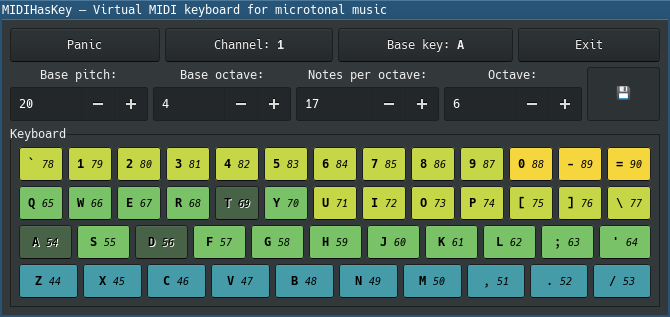 MIDIHasKey — Virtual MIDI keyboard for microtonal music
Panic Channel: 1 Base key: A Exit
Base pitch: Base octave: Notes per octave: Octave:
20 − + 4 − + 17 − + 6 − +
Keyboard
` 78 1 79 2 80 3 81 4 82 5 83 6 84 7 85 8 86 9 87 0 88 - 89 = 90
Q 65 W 66 E 67 R 68 T 69 Y 70 U 71 I 72 O 73 P 74 [ 75 ] 76 \ 77
A 54 S 55 D 56 F 57 G 58 H 59 J 60 K 61 L 62 ; 63 ' 64
Z 44 X 45 C 46 V 47 B 48 N 49 M 50 , 51 . 52 / 53